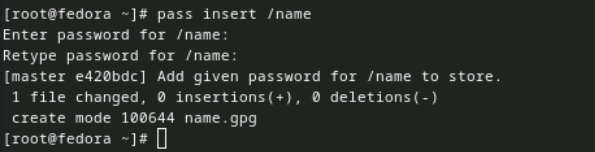 [root@fedora ~]# pass insert /name
Enter password for /name:
Retype password for /name:
[master e420bdc] Add given password for /name to store.
 1 file changed, 0 insertions(+), 0 deletions(-)
 create mode 100644 name.gpg
[root@fedora ~]#